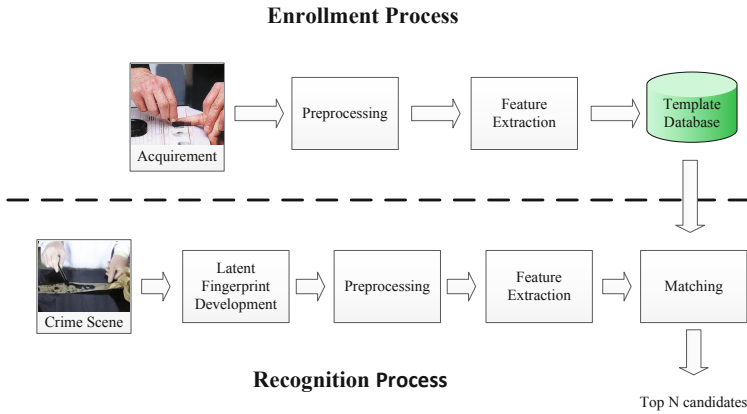 Enrollment Process
Acquirement
Preprocessing
Feature
Extraction
Template
Database
Crime Scene
Latent
Fingerprint
Development
Preprocessing
Feature
Extraction
Matching
Recognition Process
Top N candidates